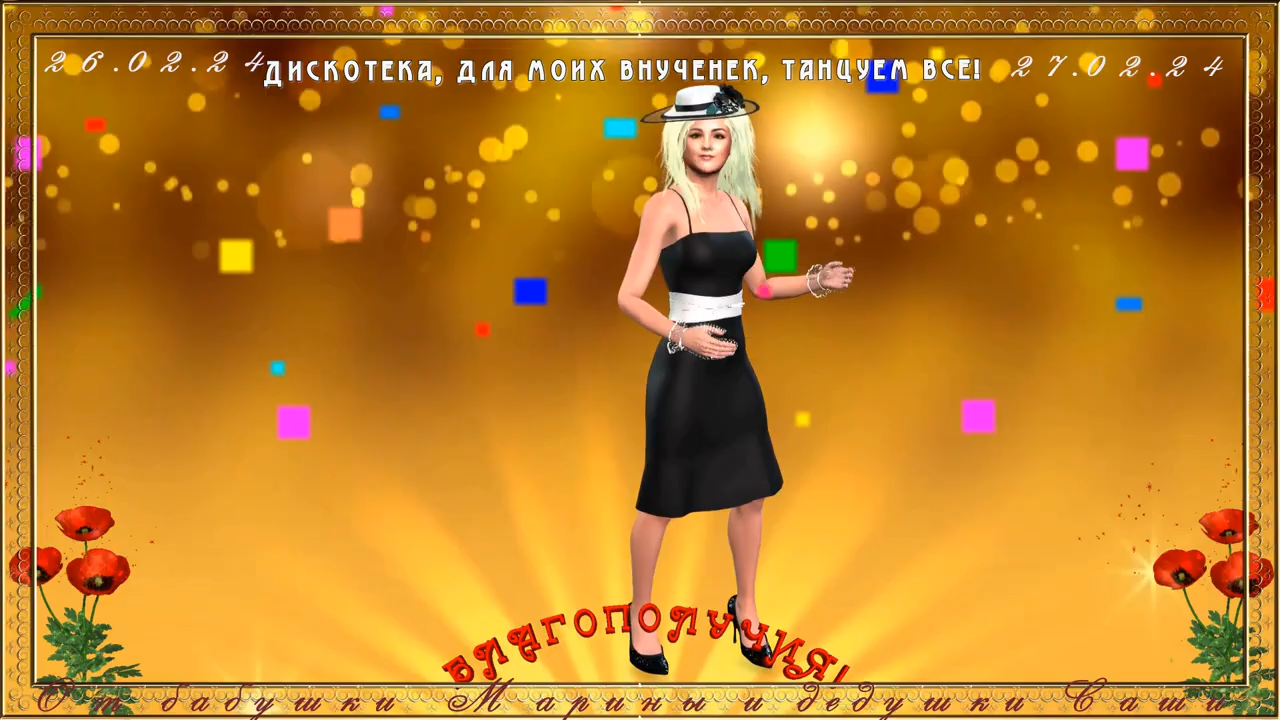 26.02.24
ДИСКОТЕКА, ДЛЯ МОИХ ВНУЧЕНЕК, ТАНЦУЕМ ВСЕ!
27.02.24
БЛАГОПОЛУЧИЯ!
От бабушки Марины и дедушки Саши